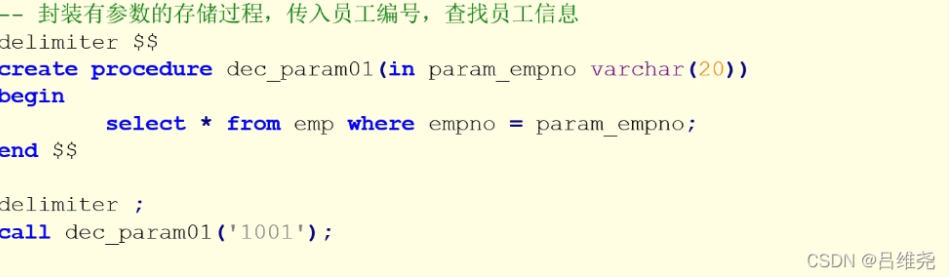 -- 封装有参数的存储过程，传入员工编号，查找员工信息
delimiter $$
create procedure dec_param01(in param_empno varchar(20))
begin
        select * from emp where empno = param_empno;
end $$

delimiter ;
call dec_param01('1001');
CSDN @吕维尧